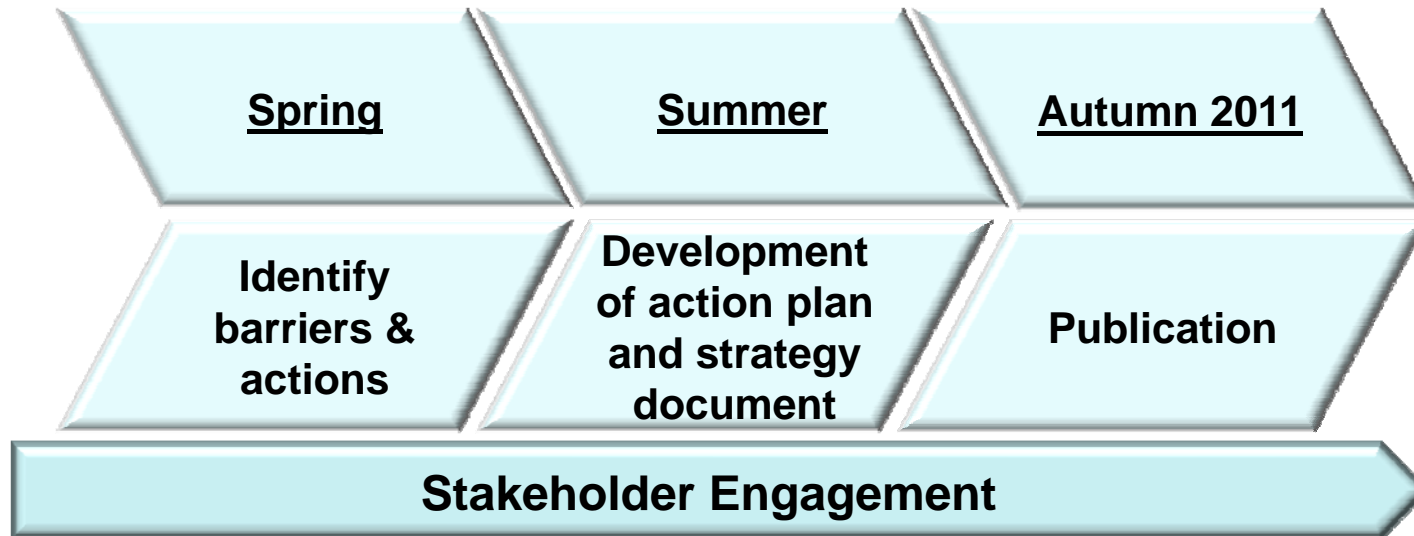 Spring
Summer
Autumn 2011
Identify
barriers &
actions
Development
of action plan
and strategy
document
Publication
Stakeholder Engagement